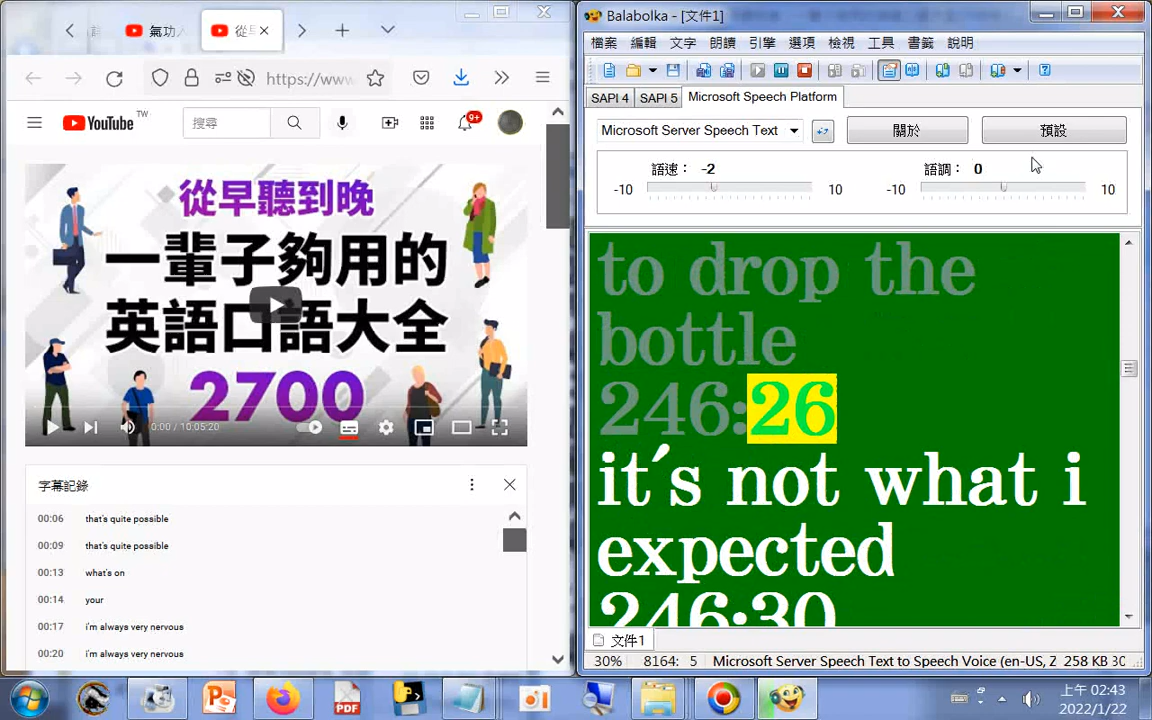 氣功
從
https://www
YouTube TW
搜尋
9+
從早聽到晚
一輩子夠用的
英語口語大全
2700
0:00 / 10:05:20
字幕記錄
00:06 that's quite possible
00:09 that's quite possible
00:13 what's on
00:14 your
00:17 i'm always very nervous
00:20 i'm always very nervous
Balabolka - [文件1]
檔案 編輯 文字 朗讀 引擎 選項 檢視 工具 書籤 說明
SAPI 4 SAPI 5 Microsoft Speech Platform
Microsoft Server Speech Text 關於 預設
語速： -2 語調： 0
-10 10 -10 10
to drop the
bottle
246:26
it's not what i
expected
246:30
文件1
30% 8164: 5 Microsoft Server Speech Text to Speech Voice (en-US, Z 258 KB 30
PDF
上午 02:43
2022/1/22